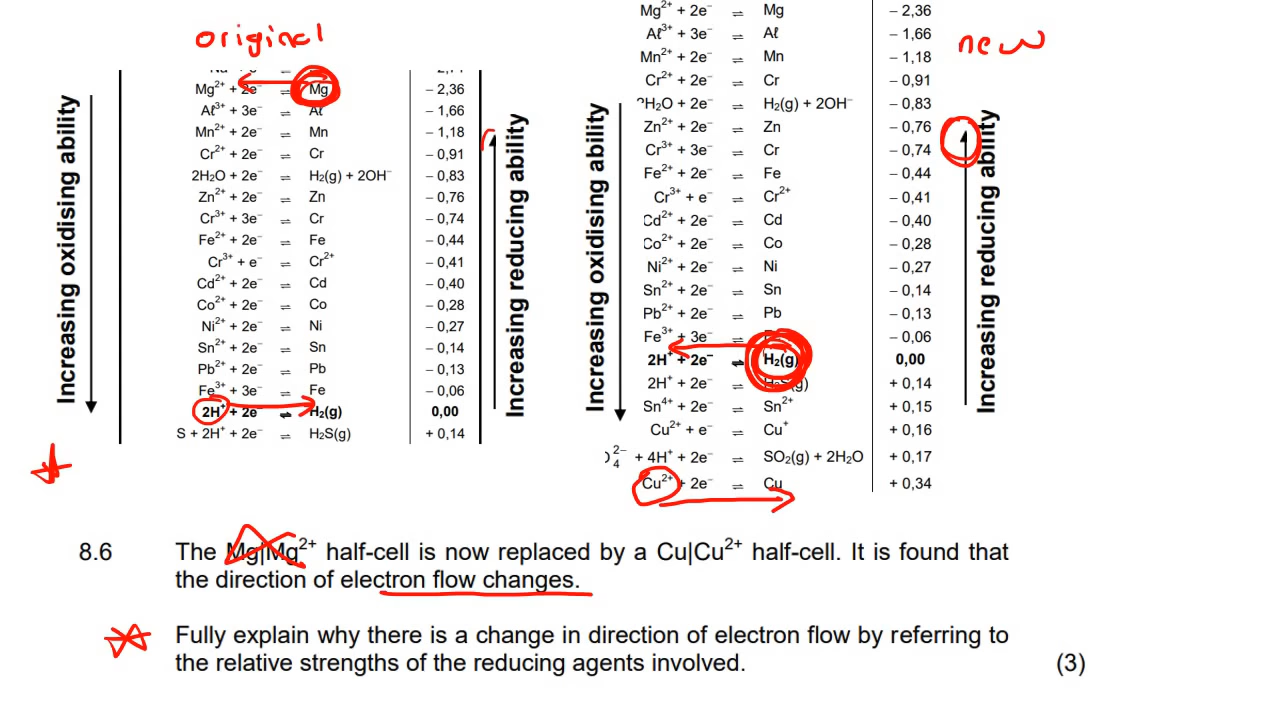 original
new
Increasing oxidising ability
Mg²⁺ + 2e⁻ ⇌ Mg – 2,36
Aℓ³⁺ + 3e⁻ ⇌ Aℓ – 1,66
Mn²⁺ + 2e⁻ ⇌ Mn – 1,18
Cr²⁺ + 2e⁻ ⇌ Cr – 0,91
2H₂O + 2e⁻ ⇌ H₂(g) + 2OH⁻ – 0,83
Zn²⁺ + 2e⁻ ⇌ Zn – 0,76
Cr³⁺ + 3e⁻ ⇌ Cr – 0,74
Fe²⁺ + 2e⁻ ⇌ Fe – 0,44
Cr³⁺ + e⁻ ⇌ Cr²⁺ – 0,41
Cd²⁺ + 2e⁻ ⇌ Cd – 0,40
Co²⁺ + 2e⁻ ⇌ Co – 0,28
Ni²⁺ + 2e⁻ ⇌ Ni – 0,27
Sn²⁺ + 2e⁻ ⇌ Sn – 0,14
Pb²⁺ + 2e⁻ ⇌ Pb – 0,13
Fe³⁺ + 3e⁻ ⇌ Fe – 0,06
2H⁺ + 2e⁻ ⇌ H₂(g) 0,00
S + 2H⁺ + 2e⁻ ⇌ H₂S(g) + 0,14
Increasing reducing ability
Increasing oxidising ability
Mg²⁺ + 2e⁻ ⇌ Mg – 2,36
Aℓ³⁺ + 3e⁻ ⇌ Aℓ – 1,66
Mn²⁺ + 2e⁻ ⇌ Mn – 1,18
Cr²⁺ + 2e⁻ ⇌ Cr – 0,91
H₂O + 2e⁻ ⇌ H₂(g) + 2OH⁻ – 0,83
Zn²⁺ + 2e⁻ ⇌ Zn – 0,76
Cr³⁺ + 3e⁻ ⇌ Cr – 0,74
Fe²⁺ + 2e⁻ ⇌ Fe – 0,44
Cr³⁺ + e⁻ ⇌ Cr²⁺ – 0,41
Cd²⁺ + 2e⁻ ⇌ Cd – 0,40
Co²⁺ + 2e⁻ ⇌ Co – 0,28
Ni²⁺ + 2e⁻ ⇌ Ni – 0,27
Sn²⁺ + 2e⁻ ⇌ Sn – 0,14
Pb²⁺ + 2e⁻ ⇌ Pb – 0,13
Fe³⁺ + 3e⁻ ⇌ – 0,06
2H⁺ + 2e⁻ ⇌ H₂(g) 0,00
2H⁺ + 2e⁻ ⇌ H₂S(g) + 0,14
Sn⁴⁺ + 2e⁻ ⇌ Sn²⁺ + 0,15
Cu²⁺ + e⁻ ⇌ Cu⁺ + 0,16
+ 4H⁺ + 2e⁻ ⇌ SO₂(g) + 2H₂O + 0,17
Cu²⁺ + 2e⁻ ⇌ Cu + 0,34
Increasing reducing ability
8.6 The Mg|Mg²⁺ half-cell is now replaced by a Cu|Cu²⁺ half-cell. It is found that
the direction of electron flow changes.
Fully explain why there is a change in direction of electron flow by referring to
the relative strengths of the reducing agents involved. (3)